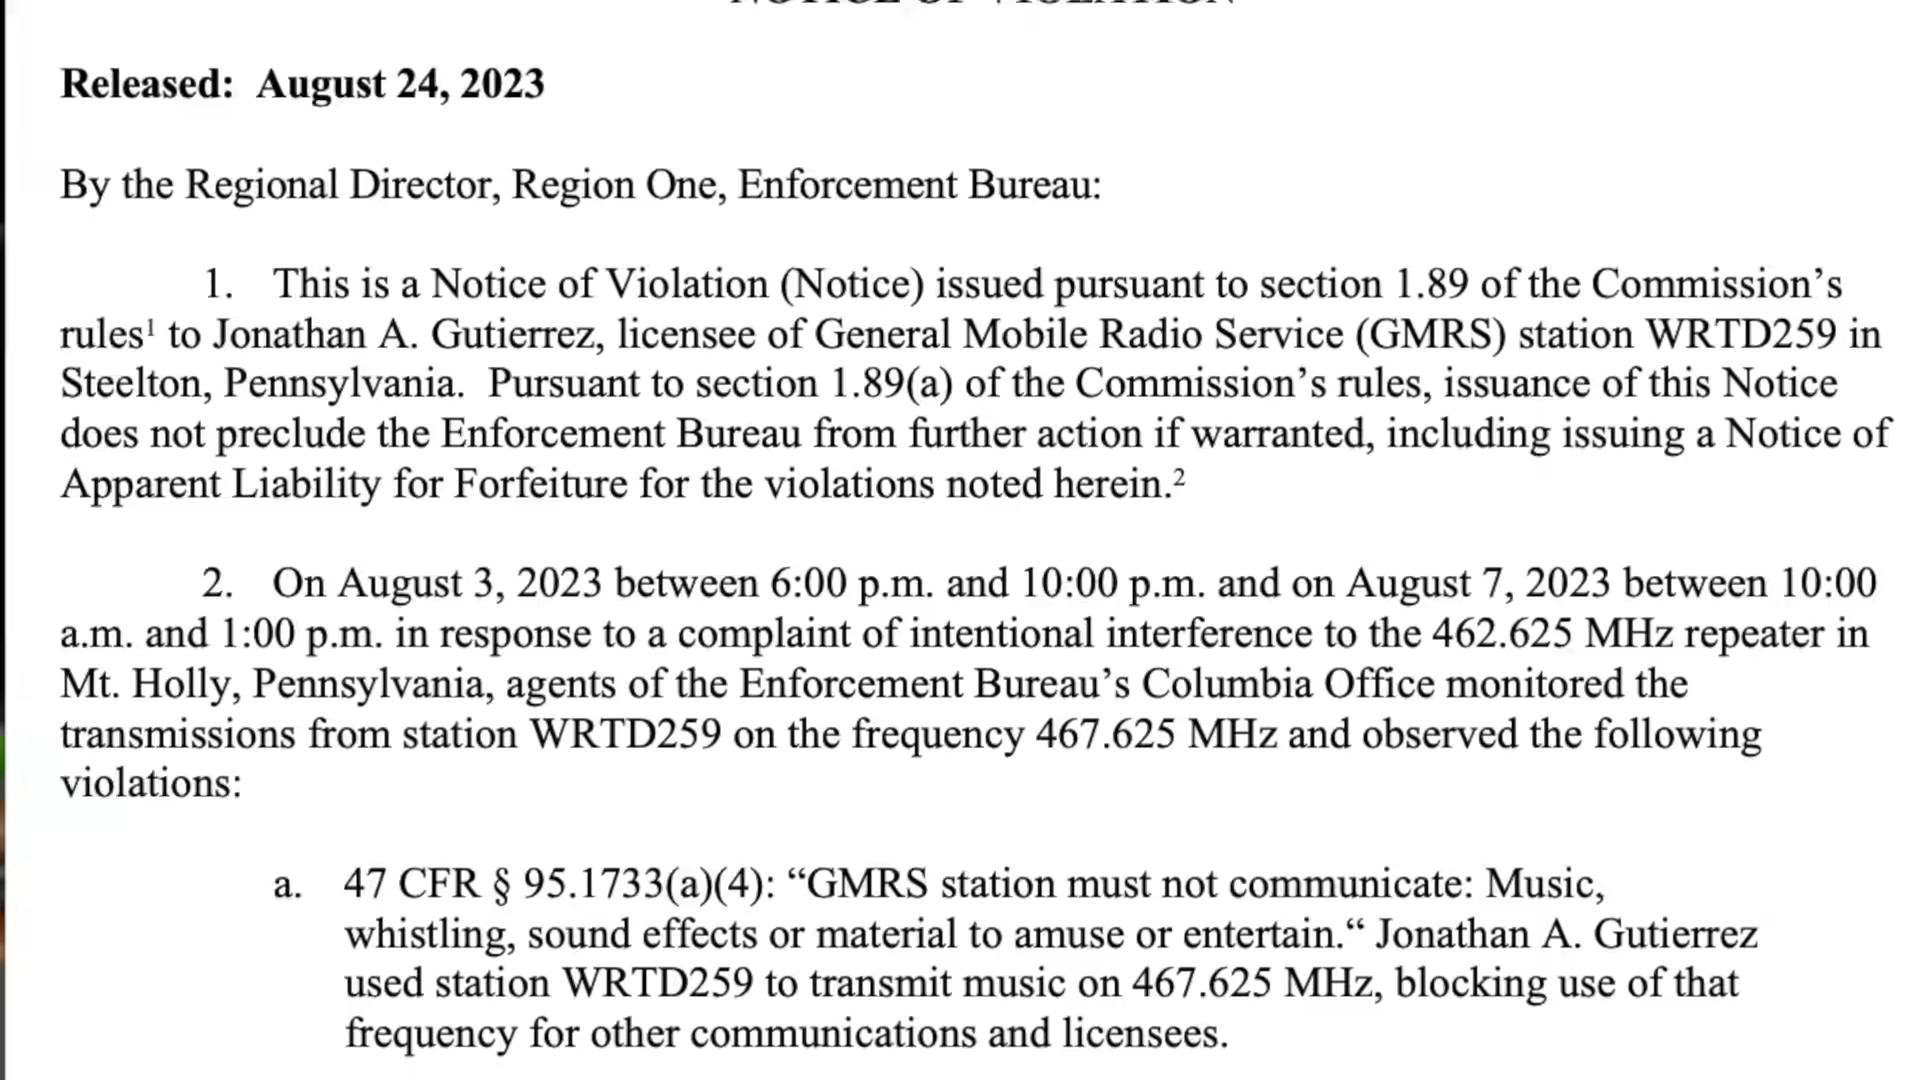 NOTICE OF VIOLATION
Released: August 24, 2023
By the Regional Director, Region One, Enforcement Bureau:
1. This is a Notice of Violation (Notice) issued pursuant to section 1.89 of the Commission’s
rules¹ to Jonathan A. Gutierrez, licensee of General Mobile Radio Service (GMRS) station WRTD259 in
Steelton, Pennsylvania. Pursuant to section 1.89(a) of the Commission’s rules, issuance of this Notice
does not preclude the Enforcement Bureau from further action if warranted, including issuing a Notice of
Apparent Liability for Forfeiture for the violations noted herein.²
2. On August 3, 2023 between 6:00 p.m. and 10:00 p.m. and on August 7, 2023 between 10:00
a.m. and 1:00 p.m. in response to a complaint of intentional interference to the 462.625 MHz repeater in
Mt. Holly, Pennsylvania, agents of the Enforcement Bureau’s Columbia Office monitored the
transmissions from station WRTD259 on the frequency 467.625 MHz and observed the following
violations:
a. 47 CFR § 95.1733(a)(4): “GMRS station must not communicate: Music,
whistling, sound effects or material to amuse or entertain.“ Jonathan A. Gutierrez
used station WRTD259 to transmit music on 467.625 MHz, blocking use of that
frequency for other communications and licensees.